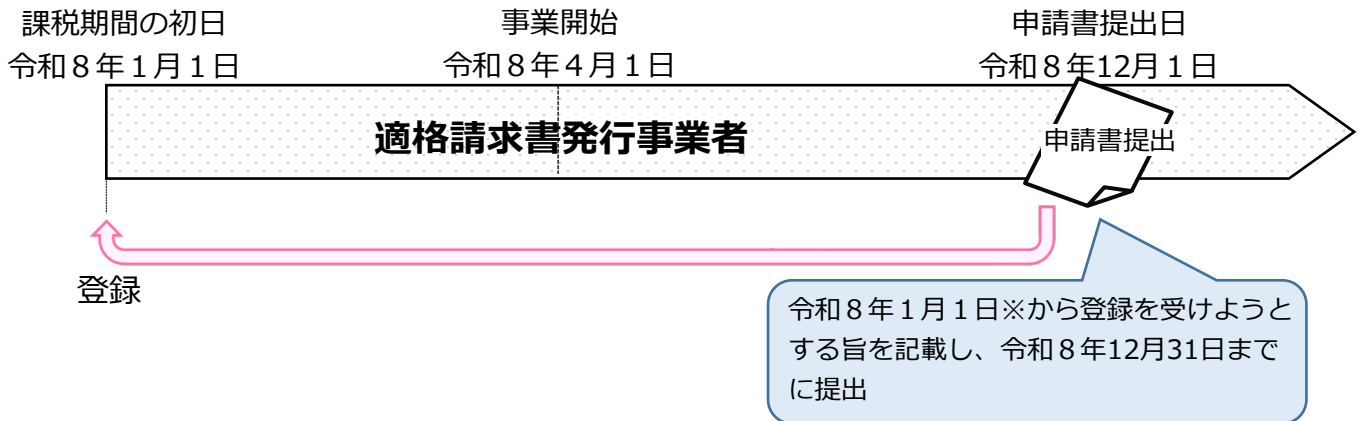 課税期間の初日
令和８年１月１日
事業開始
令和８年４月１日
申請書提出日
令和８年12月１日
適格請求書発行事業者
申請書提出
登録
令和８年１月１日※から登録を受けようと
する旨を記載し、令和８年12月31日まで
に提出